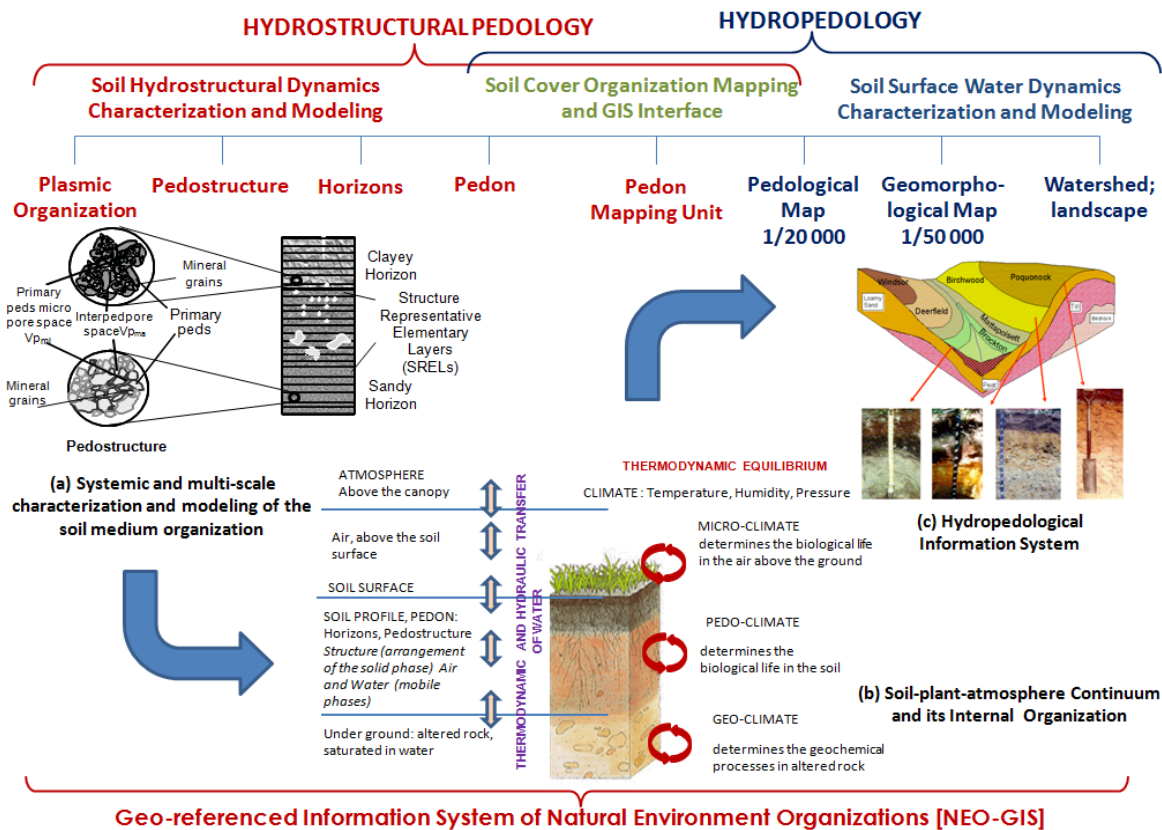 HYDROSTRUCTURAL PEDOLOGY
HYDROPEDOLOGY
Soil Hydrostructural Dynamics
Characterization and Modeling
Soil Cover Organization Mapping
and GIS Interface
Soil Surface Water Dynamics
Characterization and Modeling
Plasmic
Organization
Pedostructure
Horizons
Pedon
Pedon
Mapping Unit
Pedological
Map
1/20 000
Geomorpho-
logical Map
1/50 000
Watershed;
landscape
Mineral
grains
Primary
peds micro
pore space
Vpmi
Interpedpore
spaceVpma
Primary
peds
Mineral
grains
Pedostructure
Clayey
Horizon
Structure
Representative
Elementary
Layers
(SRELs)
Sandy
Horizon
(a) Systemic and multi-scale
characterization and modeling of the
soil medium organization
Windsor
Birchwood
Poquonock
Loamy
Sand
Deerfield
Mattapoisett
Brockton
Till
Bedrock
Peat
(c) Hydropedological
Information System
ATMOSPHERE
Above the canopy
Air, above the soil
surface
SOIL SURFACE
SOIL PROFILE, PEDON:
Horizons, Pedostructure
Structure (arrangement
of the solid phase) Air
and Water (mobile
phases)
Under ground: altered rock,
saturated in water
THERMODYNAMIC AND HYDRAULIC TRANSFER
OF WATER
THERMODYNAMIC EQUILIBRIUM
CLIMATE : Temperature, Humidity, Pressure
MICRO-CLIMATE
determines the biological life
in the air above the ground
PEDO-CLIMATE
determines the
biological life in the soil
GEO-CLIMATE
determines the geochemical
processes in altered rock
(b) Soil-plant-atmosphere Continuum
and its Internal Organization
Geo-referenced Information System of Natural Environment Organizations [NEO-GIS]